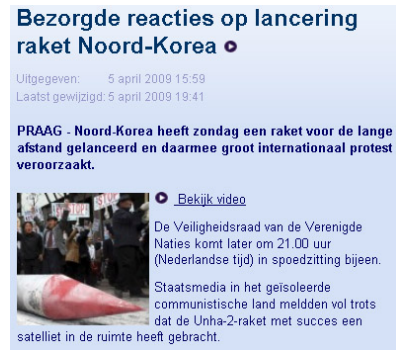 Bezorgde reacties op lancering
raket Noord-Korea
Uitgegeven: 5 april 2009 15:59
Laatst gewijzigd: 5 april 2009 19:41
PRAAG - Noord-Korea heeft zondag een raket voor de lange
afstand gelanceerd en daarmee groot internationaal protest
veroorzaakt.
STOP
Bekijk video
De Veiligheidsraad van de Verenigde
Naties komt later om 21.00 uur
(Nederlandse tijd) in spoedzitting bijeen.
Staatsmedia in het geïsoleerde
communistische land meldden vol trots
dat de Unha-2-raket met succes een
satelliet in de ruimte heeft gebracht.